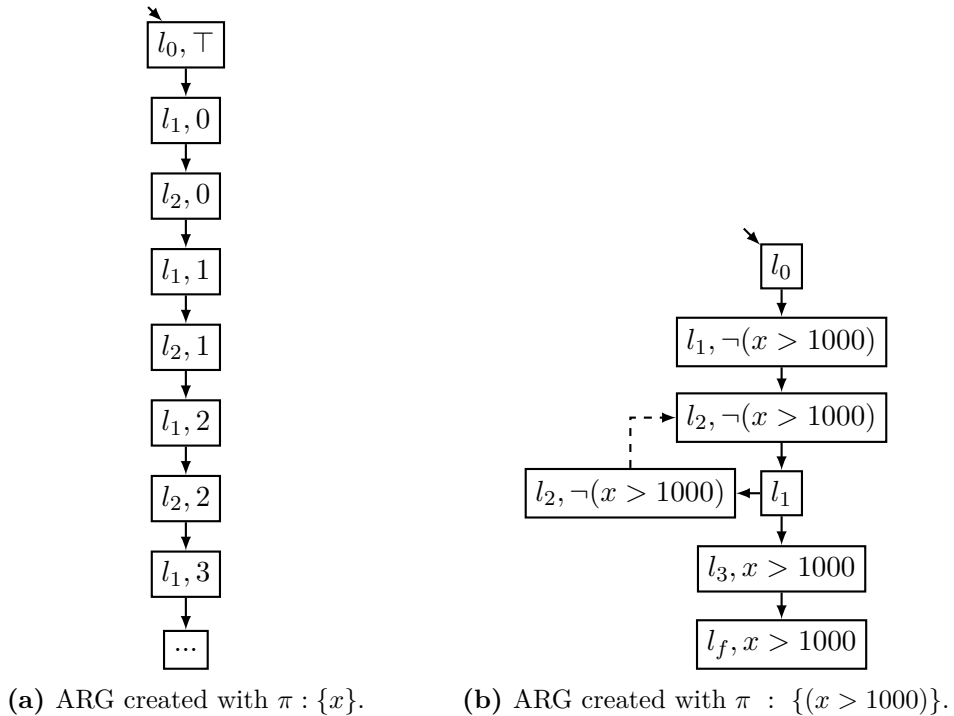 l₀, ⊤
l₁, 0
l₂, 0
l₁, 1
l₂, 1
l₁, 2
l₂, 2
l₁, 3
...
(a) ARG created with π : {x}.
l₀
l₁, ¬(x > 1000)
l₂, ¬(x > 1000)
l₁
l₂, ¬(x > 1000)
l₃, x > 1000
l_f, x > 1000
(b) ARG created with π : {(x > 1000)}.